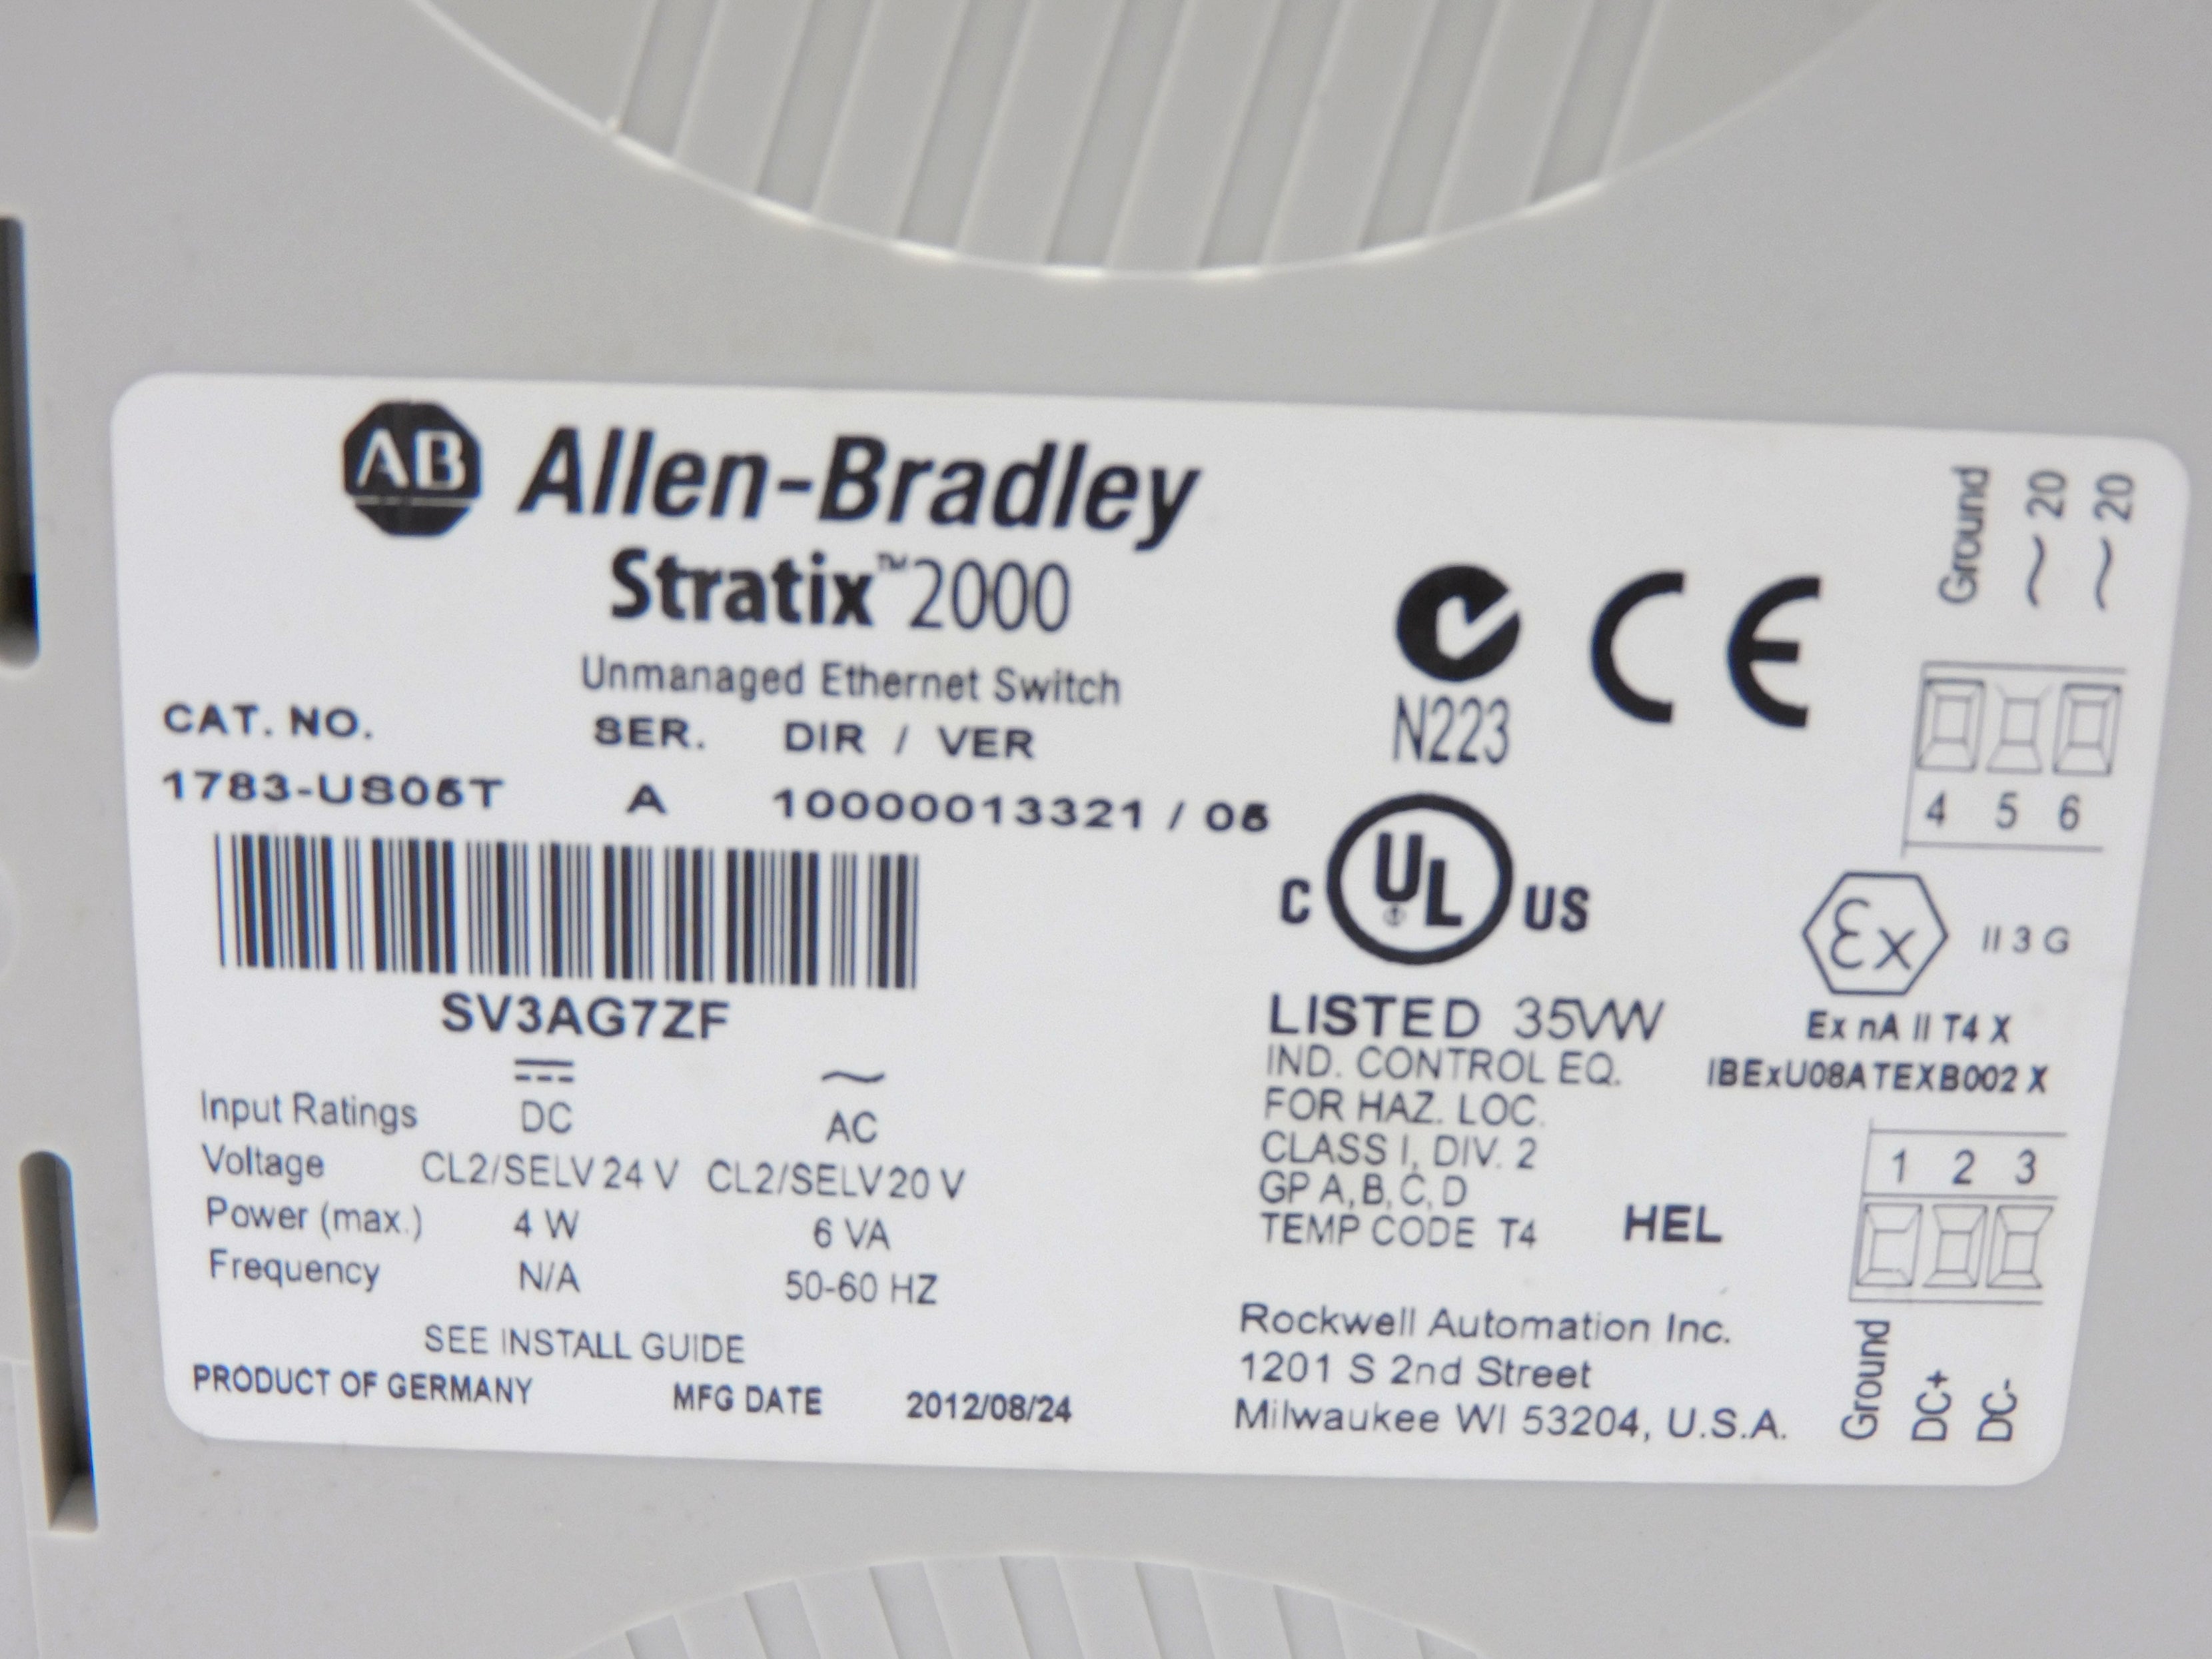 AB Allen-Bradley
Stratix™2000
Unmanaged Ethernet Switch
CAT. NO. SER. DIR / VER
1783-US05T A 10000013321 / 05
SV3AG7ZF
Input Ratings DC AC
Voltage CL2/SELV 24 V CL2/SELV 20 V
Power (max.) 4 W 6 VA
Frequency N/A 50-60 HZ
SEE INSTALL GUIDE
PRODUCT OF GERMANY MFG DATE 2012/08/24
N223
CE
C UL US
LISTED 35VW
IND. CONTROL EQ.
FOR HAZ. LOC.
CLASS I, DIV. 2
GP A, B, C, D
TEMP CODE T4
HEL
Rockwell Automation Inc.
1201 S 2nd Street
Milwaukee WI 53204, U.S.A.
Ground
~ 20
~ 20
4 5 6
Ex II 3 G
Ex nA II T4 X
IBExU08ATEXB002 X
1 2 3
Ground
DC+
DC-